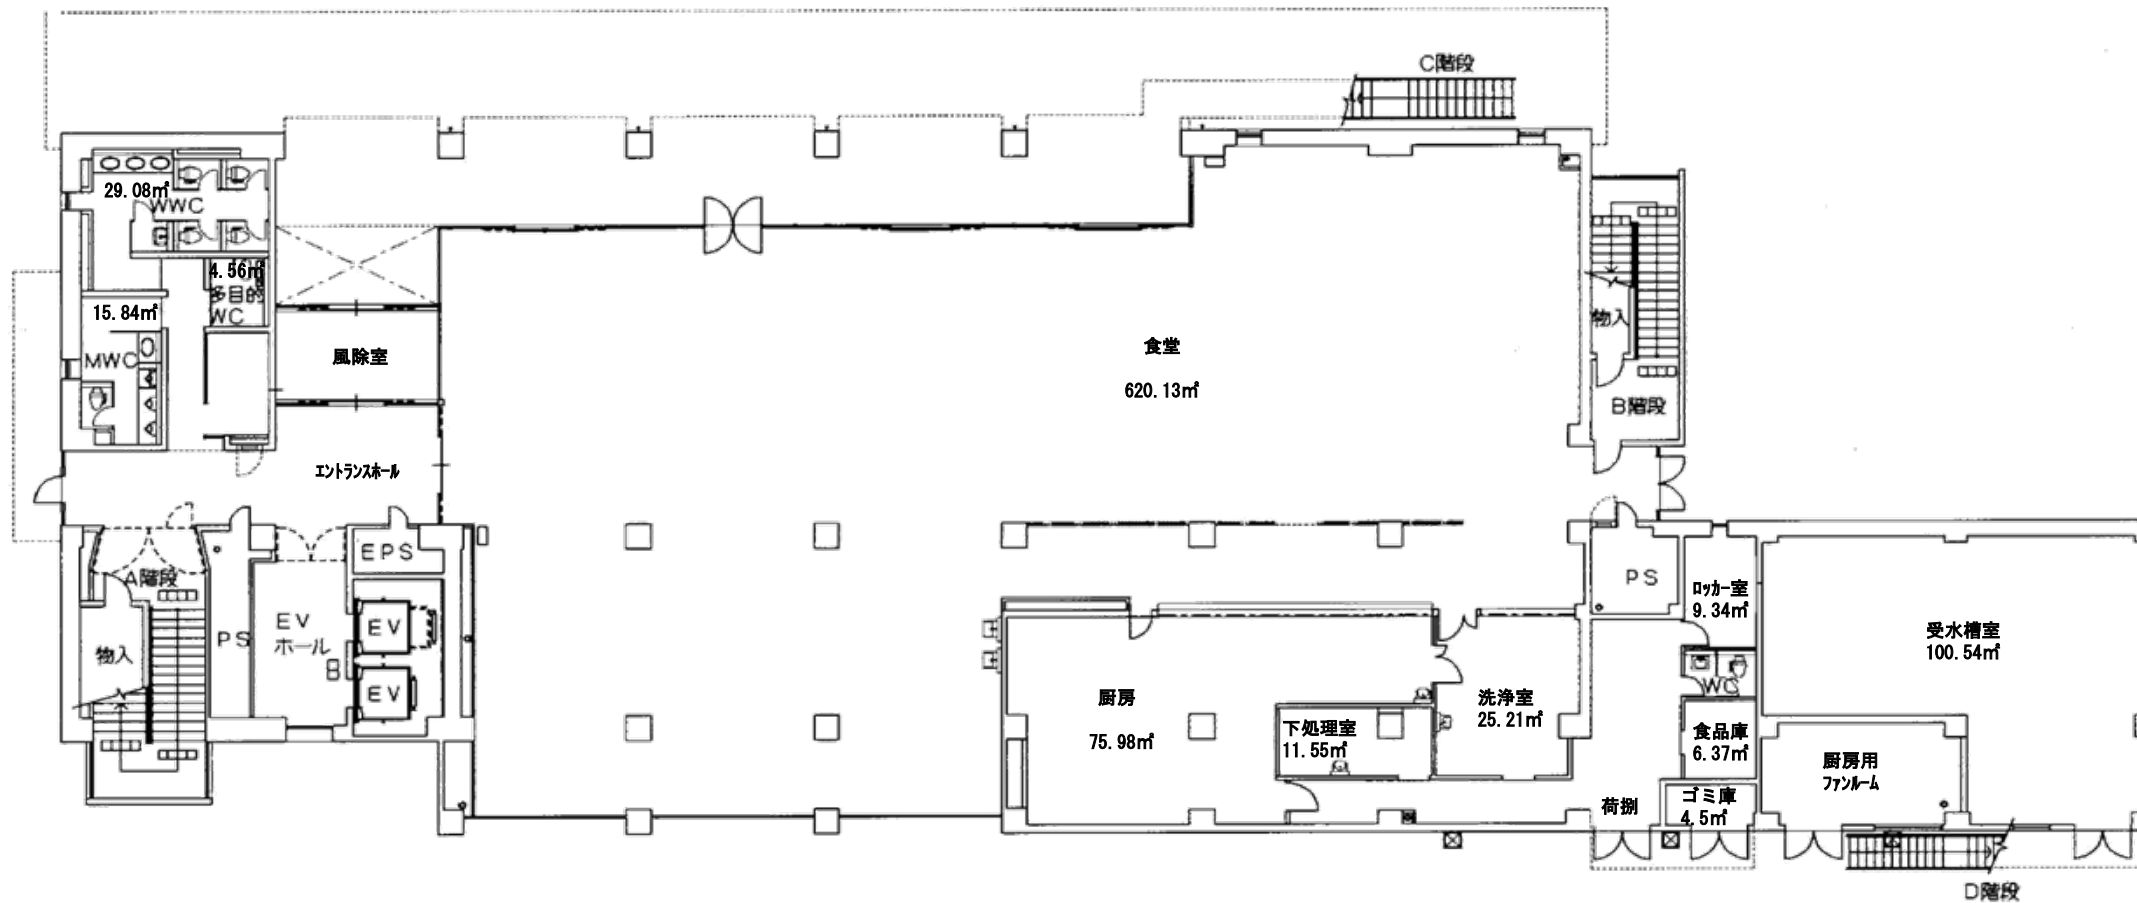 C階段
29.08㎡
WWC
4.56㎡
多目的
WC
15.84㎡
MWC
風除室
食堂
620.13㎡
物入
B階段
エントランスホール
EPS
A階段
PS
EV
ホール
EV
EV
B
物入
PS
ロッカー室
9.34㎡
受水槽室
100.54㎡
WC
厨房
75.98㎡
下処理室
11.55㎡
洗浄室
25.21㎡
食品庫
6.37㎡
厨房用
ファンルーム
荷捌
ゴミ庫
4.5㎡
D階段